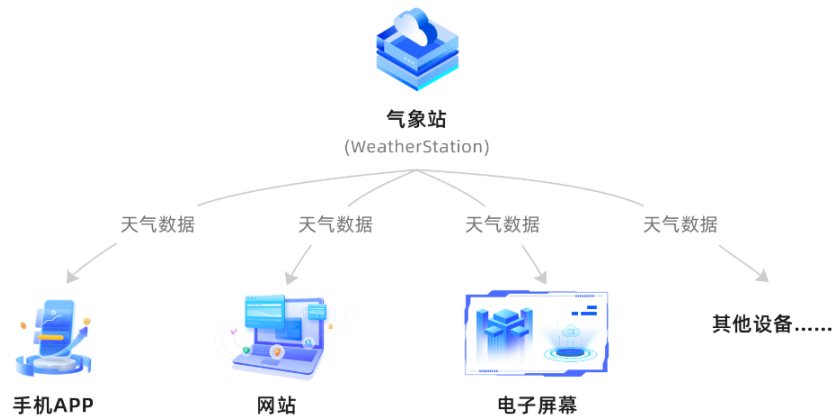 气象站
(WeatherStation)
天气数据 天气数据 天气数据 天气数据
其他设备......
手机APP 网站 电子屏幕